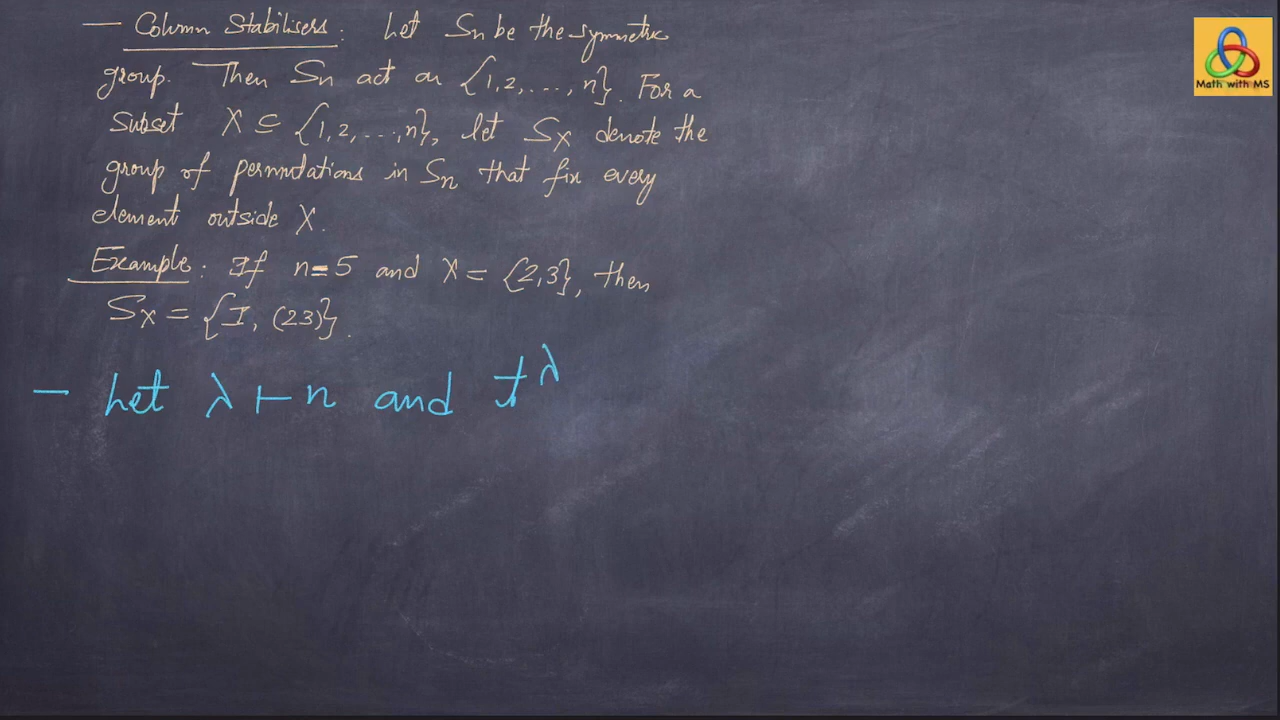 — Column Stabilisers: Let Sn be the symmetric
group. Then Sn act on {1,2,...,n}. For a
subset X ⊆ {1,2,...,n}, let Sx denote the
group of permutations in Sn that fix every
element outside X.
Example: If n=5 and X = {2,3}, then
Sx = {I, (23)}.
— Let λ ⊢ n and t^λ
Math with MS